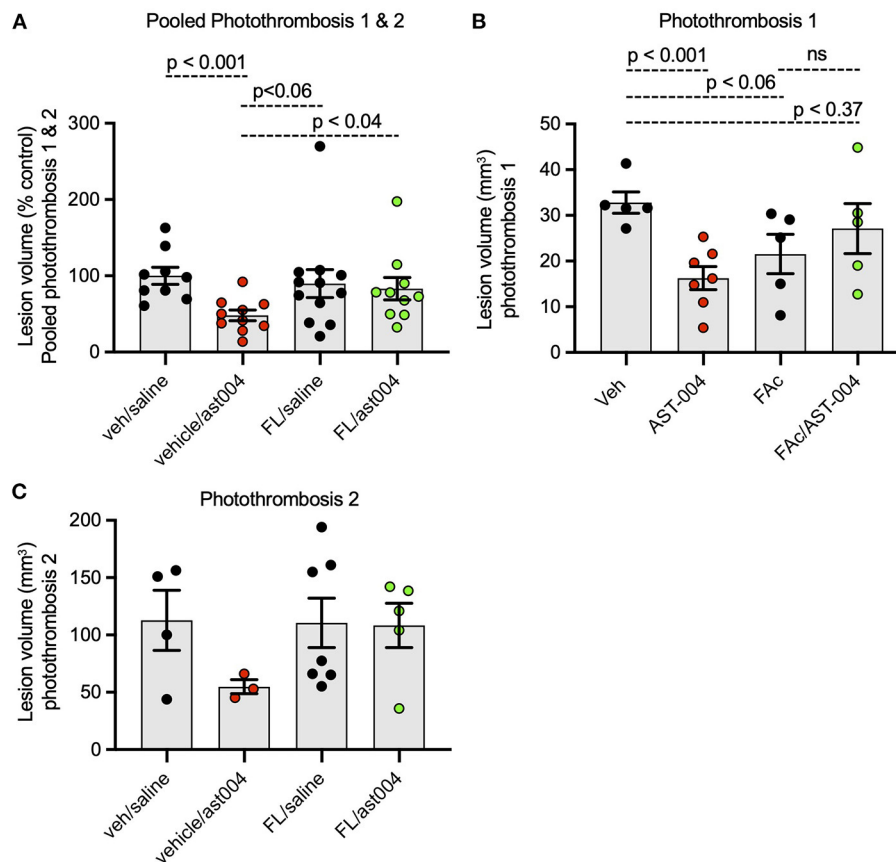 A
Pooled Photothrombosis 1 & 2
p < 0.001
p<0.06
p < 0.04
Lesion volume (% control)
Pooled photothrombosis 1 & 2
300
200
100
0
veh/saline
vehicle/ast004
FL/saline
FL/ast004
B
Photothrombosis 1
p < 0.001
ns
p < 0.06
p < 0.37
Lesion volume (mm³)
photothrombosis 1
50
40
30
20
10
0
Veh
AST-004
FAc
FAc/AST-004
C
Photothrombosis 2
Lesion volume (mm³)
photothrombosis 2
200
150
100
50
0
veh/saline
vehicle/ast004
FL/saline
FL/ast004